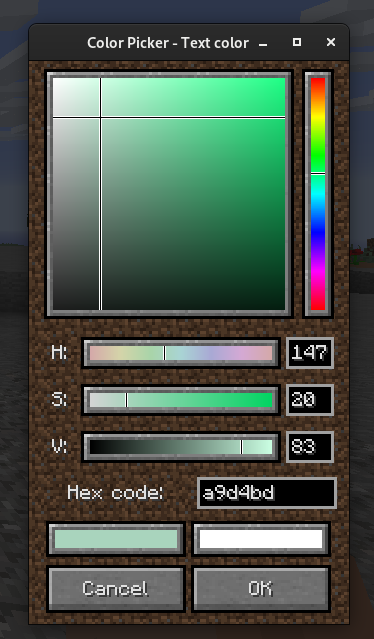 Color Picker - Text color
H: 147
S: 20
V: 83
Hex code: a9d4bd
Cancel OK